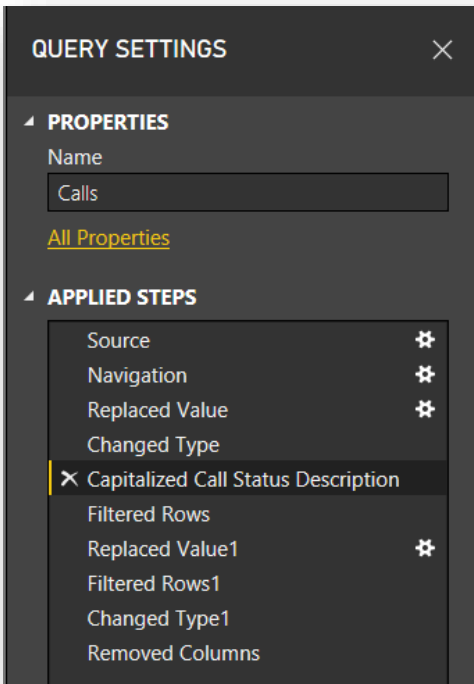 QUERY SETTINGS
PROPERTIES
Name
Calls
All Properties
APPLIED STEPS
Source
Navigation
Replaced Value
Changed Type
Capitalized Call Status Description
Filtered Rows
Replaced Value1
Filtered Rows1
Changed Type1
Removed Columns